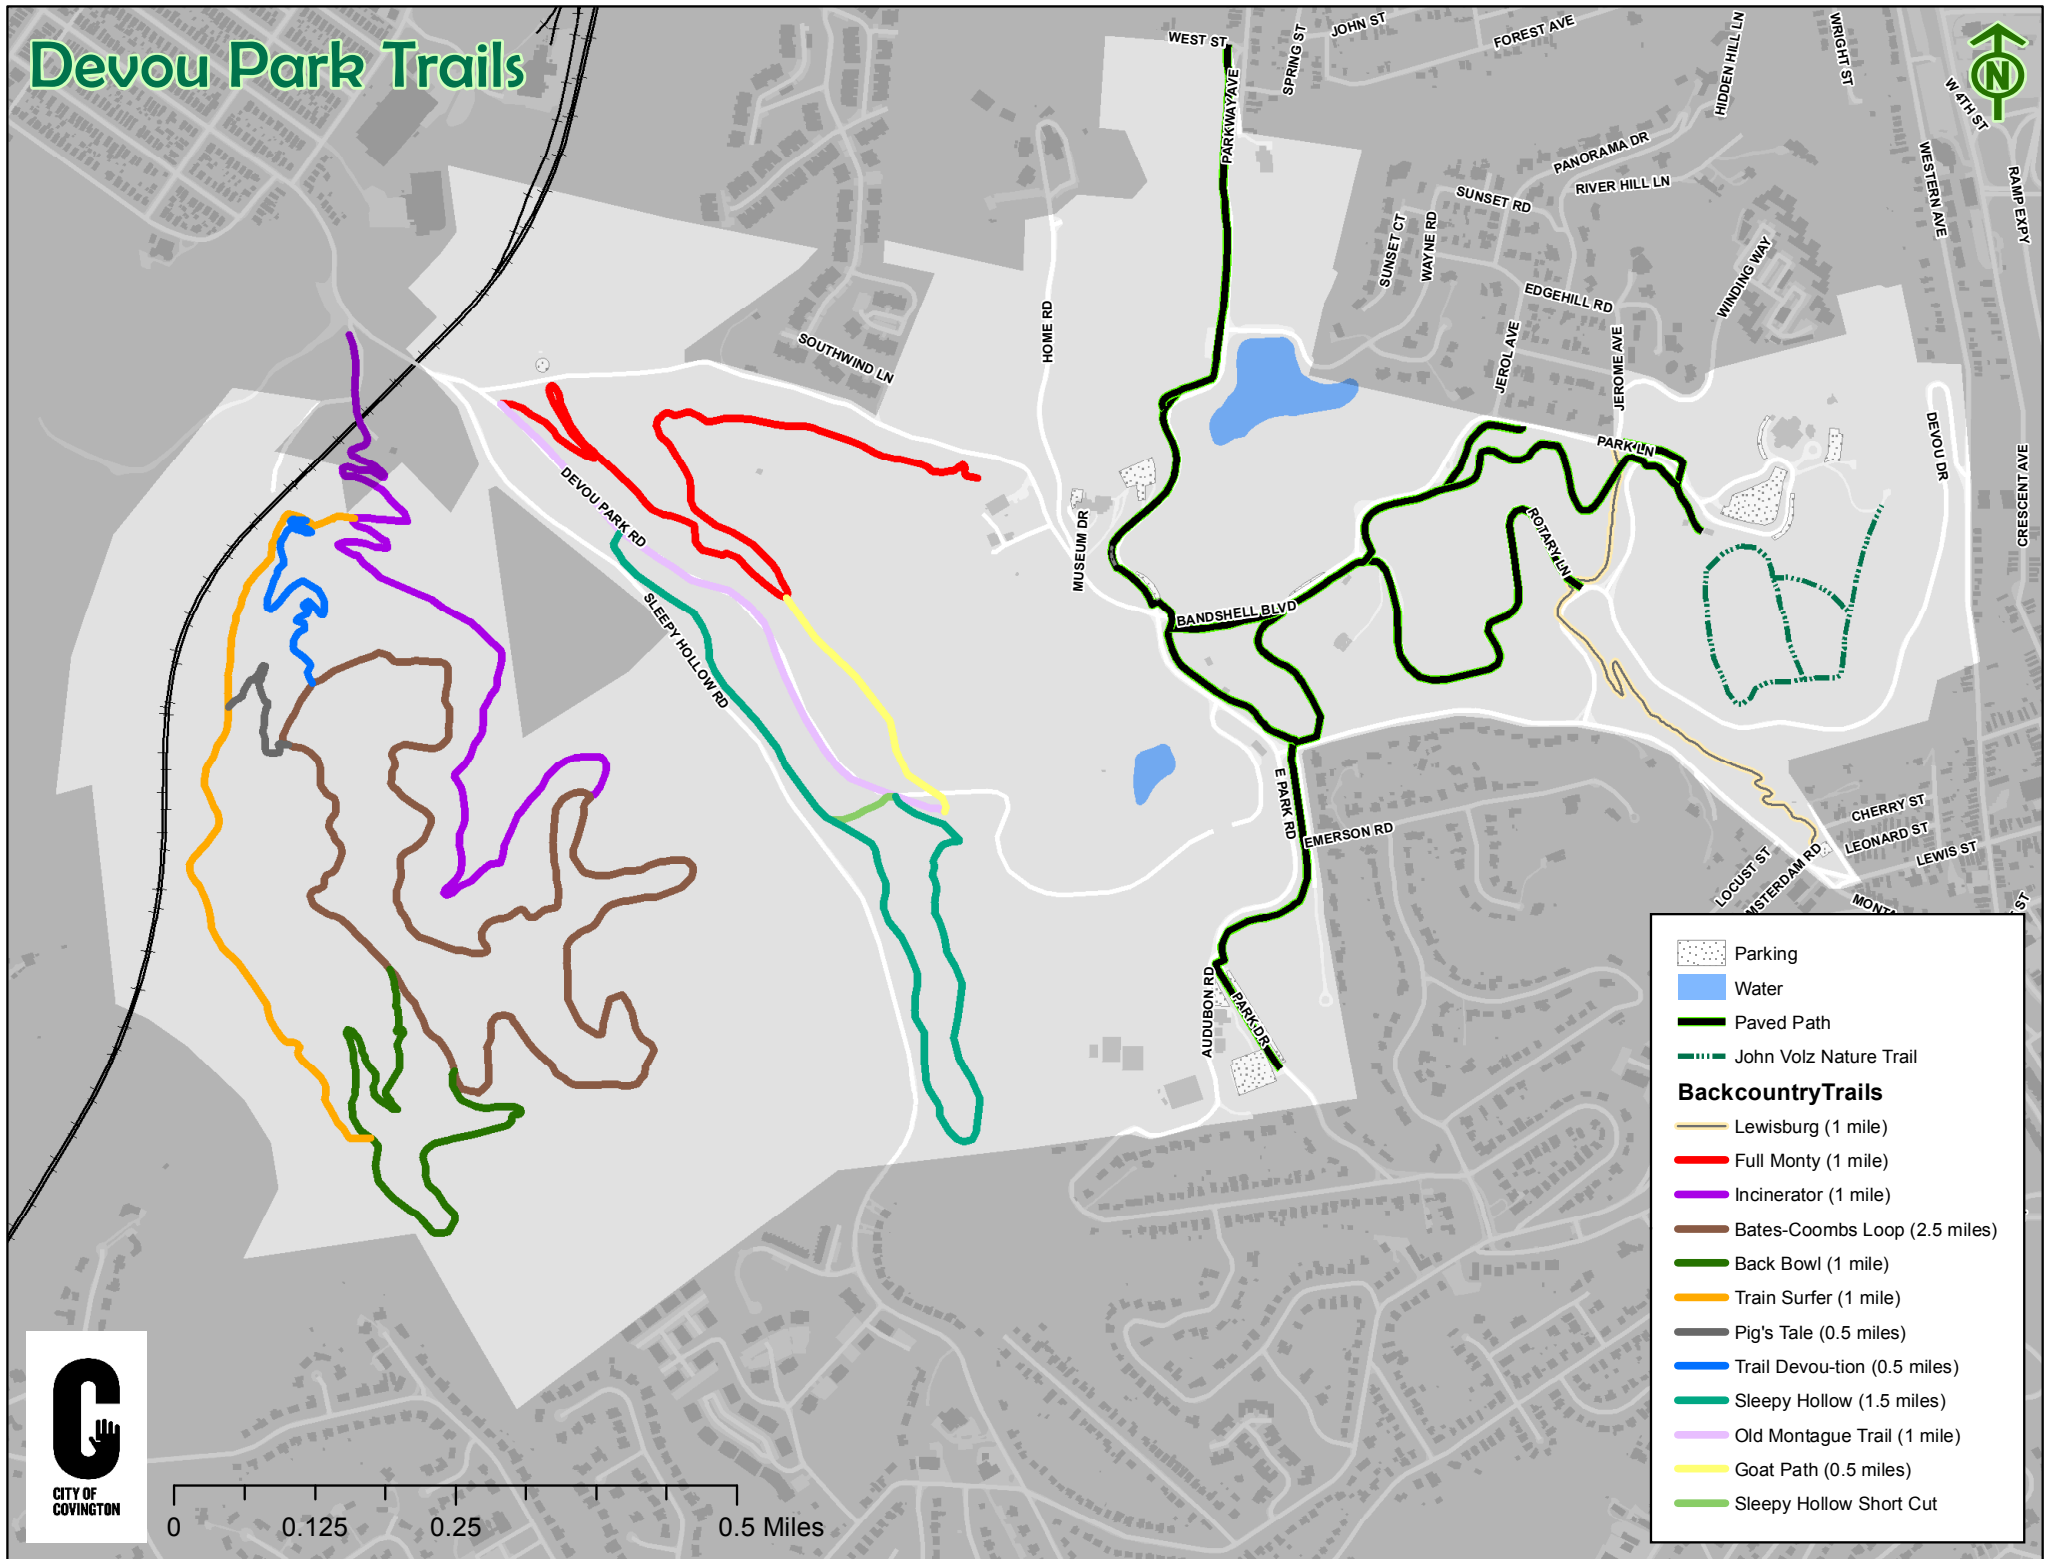 Devou Park Trails
N
WEST ST
PARKWAY AVE
SPRING ST
JOHN ST
FOREST AVE
HIDDEN HILL LN
WRIGHT ST
W 4TH ST
WESTERN AVE
RAMP EXPY
PANORAMA DR
RIVER HILL LN
SUNSET RD
SUNSET CT
WAYNE RD
WINDING WAY
EDGEHILL RD
HOME RD
SOUTHWIND LN
JEROL AVE
JEROME AVE
PARK LN
DEVOU DR
CRESCENT AVE
DEVOU PARK RD
MUSEUM DR
ROTARY LN
SLEEPY HOLLOW RD
BANDSHELL BLVD
E PARK RD
EMERSON RD
CHERRY ST
LEONARD ST
LEWIS ST
LOCUST ST
MSTERDAM RD
MONTA
ST
AUDUBON RD
PARK DR
Parking
Water
Paved Path
John Volz Nature Trail
BackcountryTrails
Lewisburg (1 mile)
Full Monty (1 mile)
Incinerator (1 mile)
Bates-Coombs Loop (2.5 miles)
Back Bowl (1 mile)
Train Surfer (1 mile)
Pig's Tale (0.5 miles)
Trail Devou-tion (0.5 miles)
Sleepy Hollow (1.5 miles)
Old Montague Trail (1 mile)
Goat Path (0.5 miles)
Sleepy Hollow Short Cut
CITY OF
COVINGTON
0 0.125 0.25 0.5 Miles